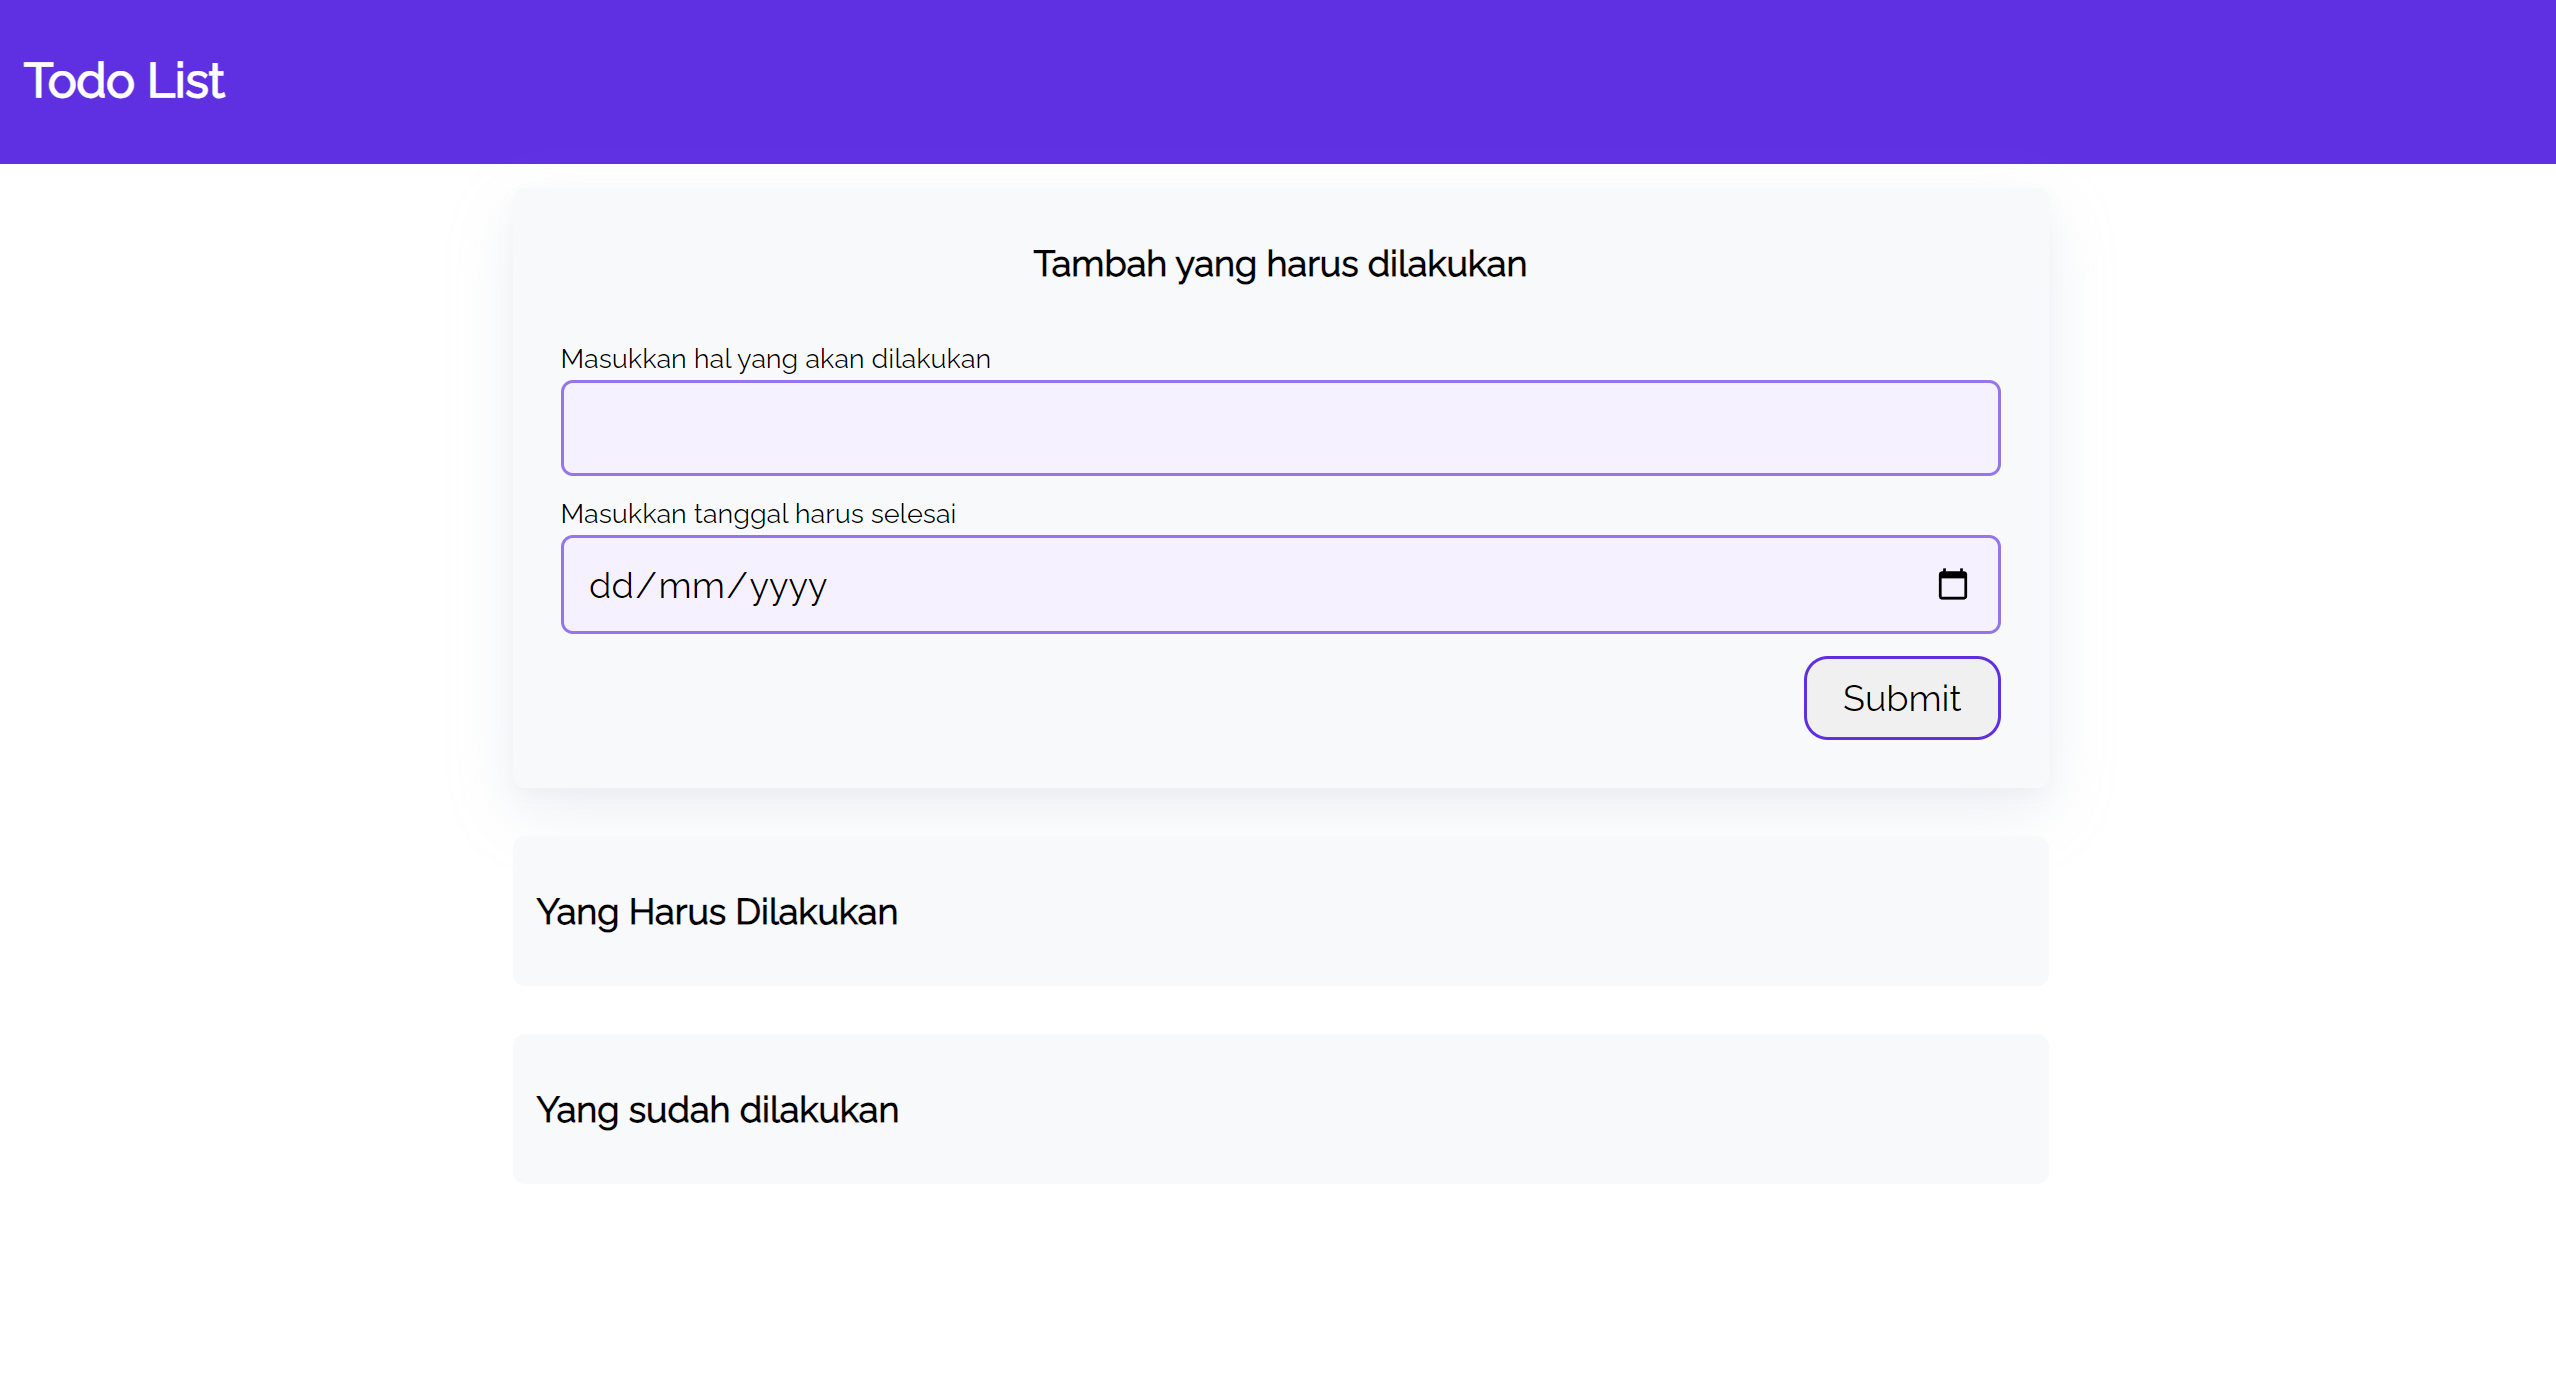 Todo List
Tambah yang harus dilakukan
Masukkan hal yang akan dilakukan
Masukkan tanggal harus selesai
dd/mm/yyyy
Submit
Yang Harus Dilakukan
Yang sudah dilakukan